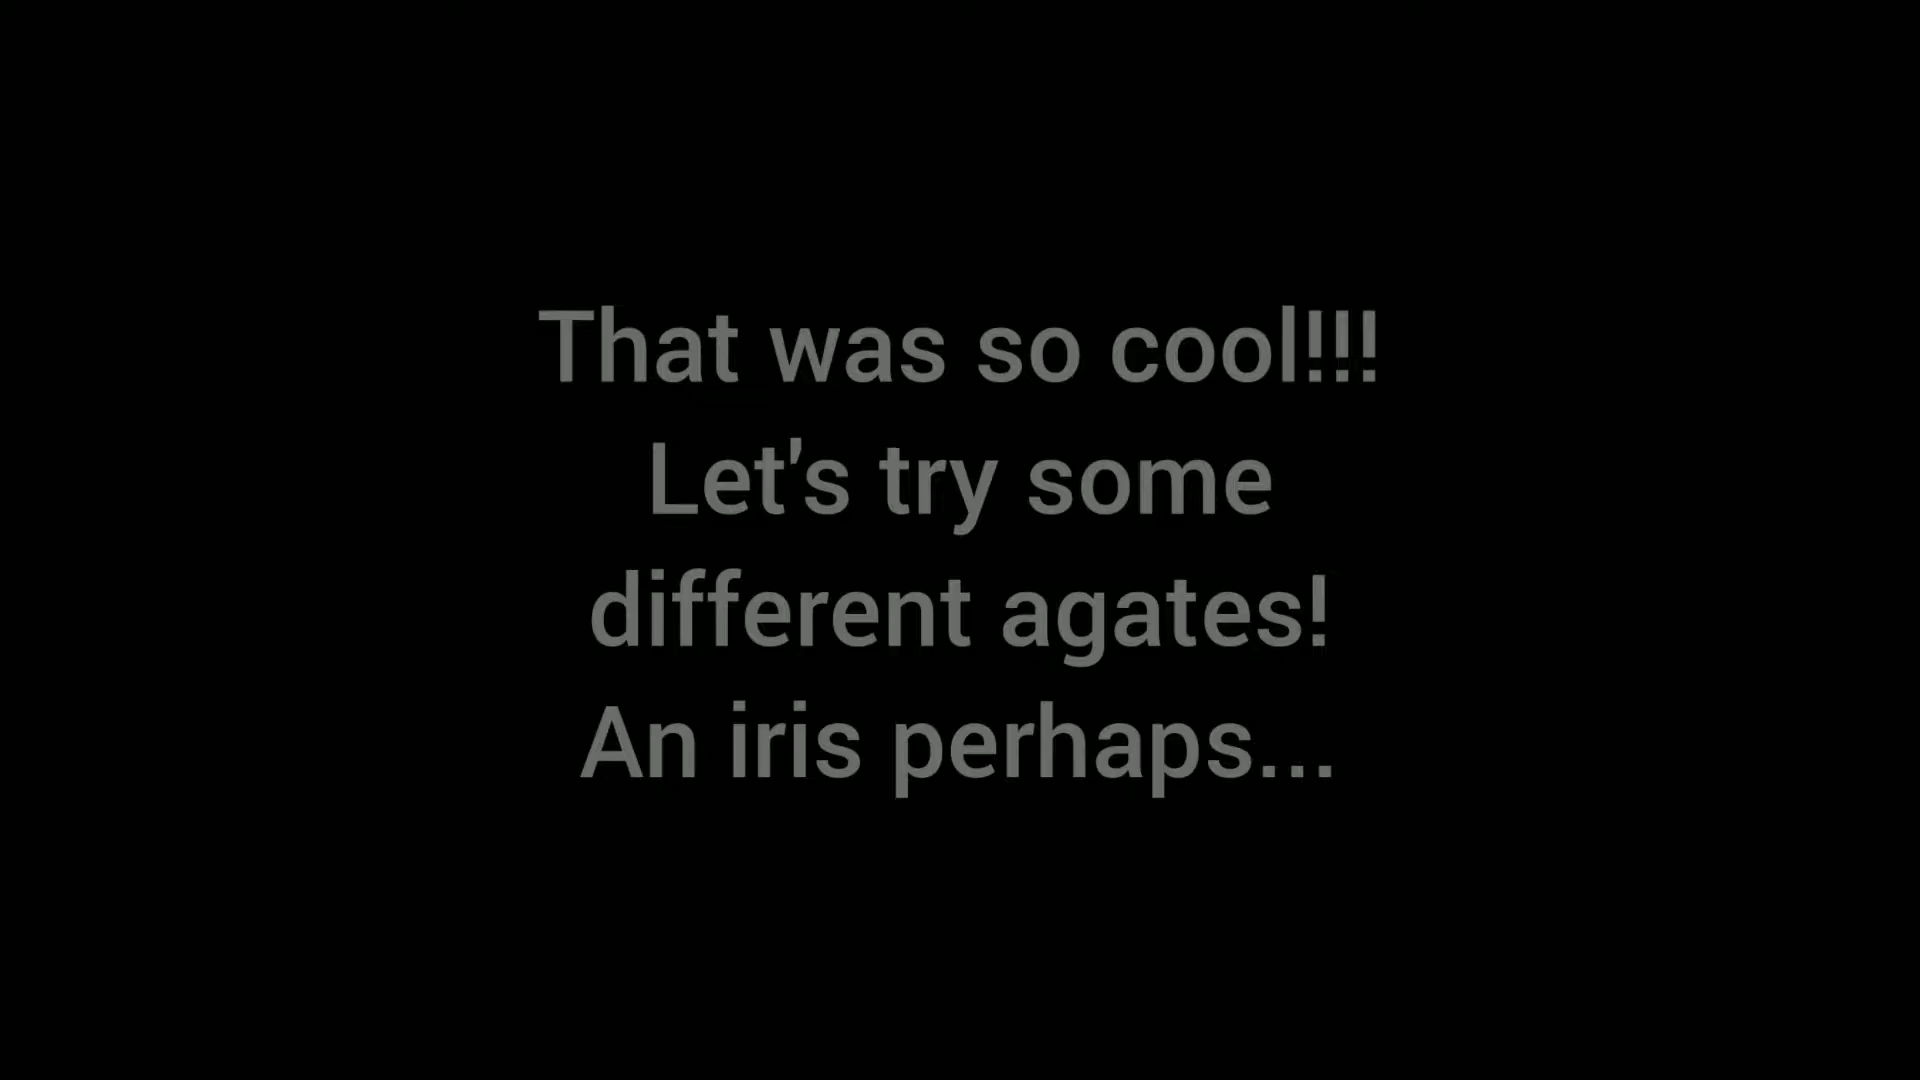 That was so cool!!!
Let's try some
different agates!
An iris perhaps...